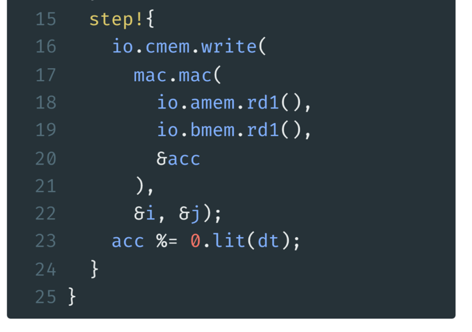 15 step!{
16 io.cmem.write(
17 mac.mac(
18 io.amem.rd1(),
19 io.bmem.rd1(),
20 &acc
21 ),
22 &i, &j);
23 acc %= 0.lit(dt);
24 }
25 }